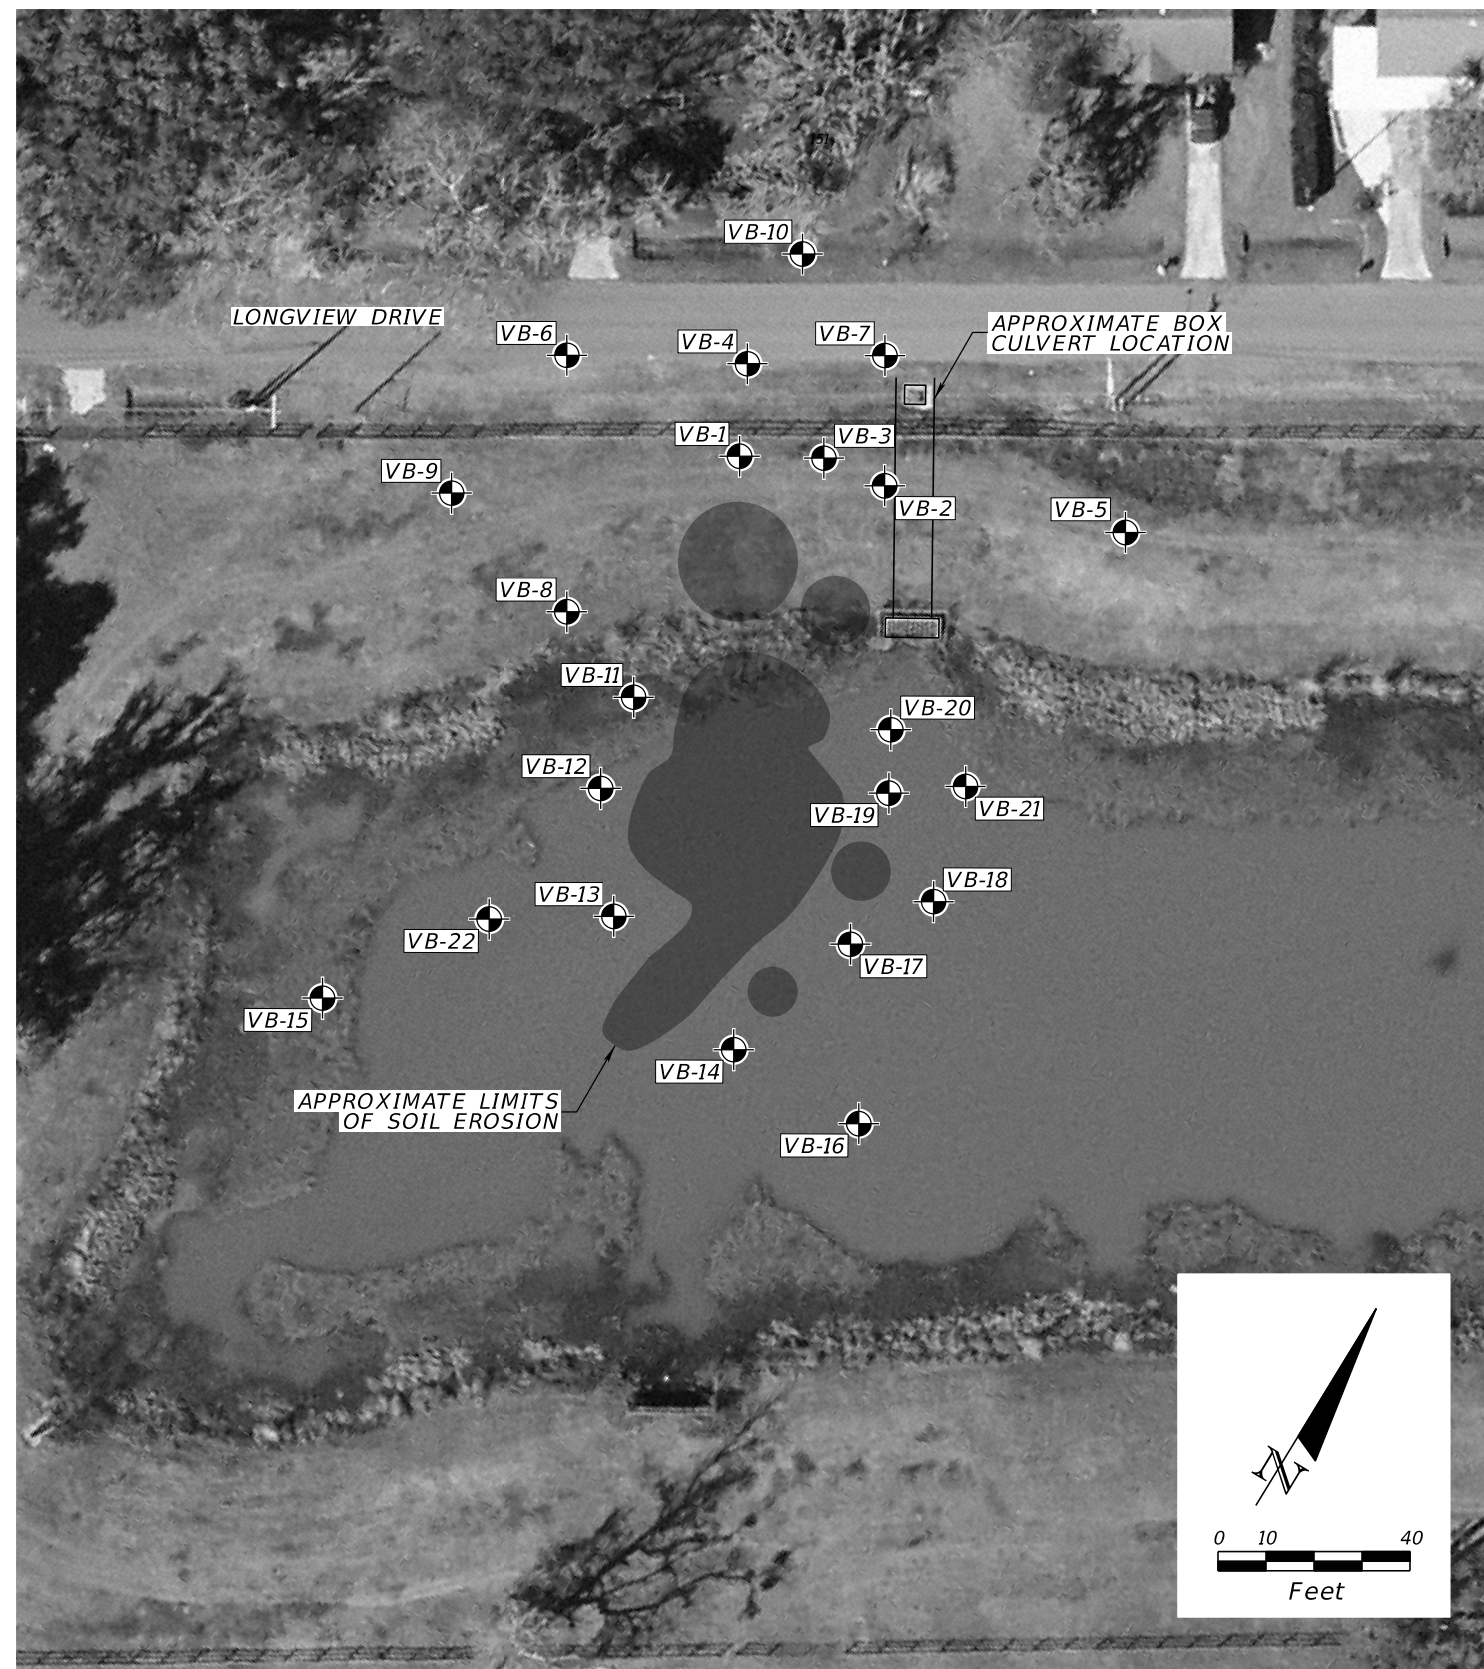 VB-10
LONGVIEW DRIVE
VB-6
VB-4
VB-7
APPROXIMATE BOX
CULVERT LOCATION
VB-1
VB-3
VB-9
VB-2
VB-5
VB-8
VB-11
VB-20
VB-12
VB-19
VB-21
VB-13
VB-18
VB-22
VB-17
VB-15
VB-14
APPROXIMATE LIMITS
OF SOIL EROSION
VB-16
N
0 10 40
Feet